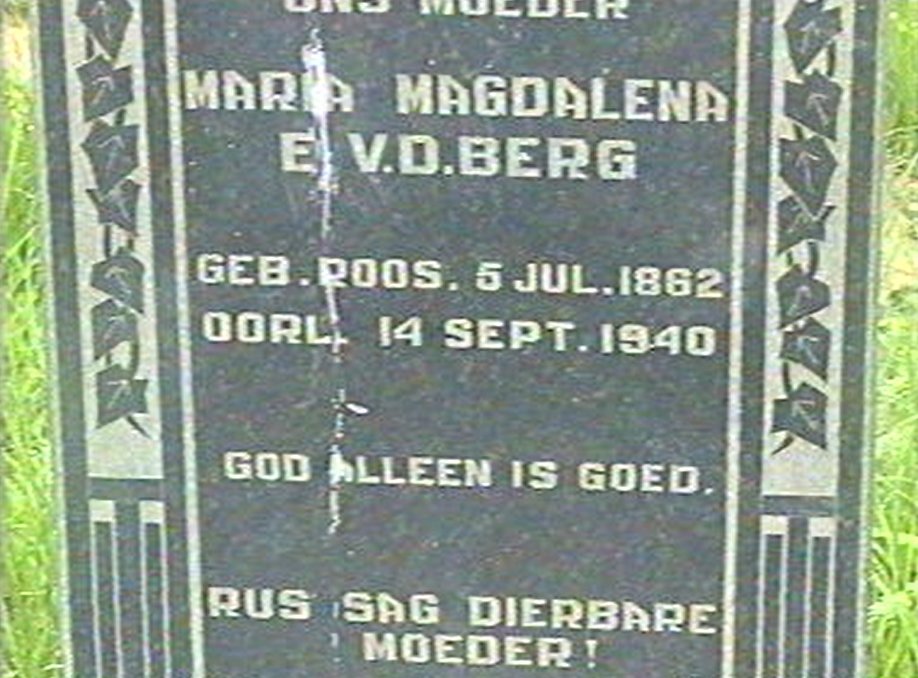 ONS MOEDER
MARIA MAGDALENA
E V.D.BERG
GEB. ROOS. 5 JUL. 1862
OORL. 14 SEPT. 1940
GOD ALLEEN IS GOED.
RUS SAG DIERBARE
MOEDER!